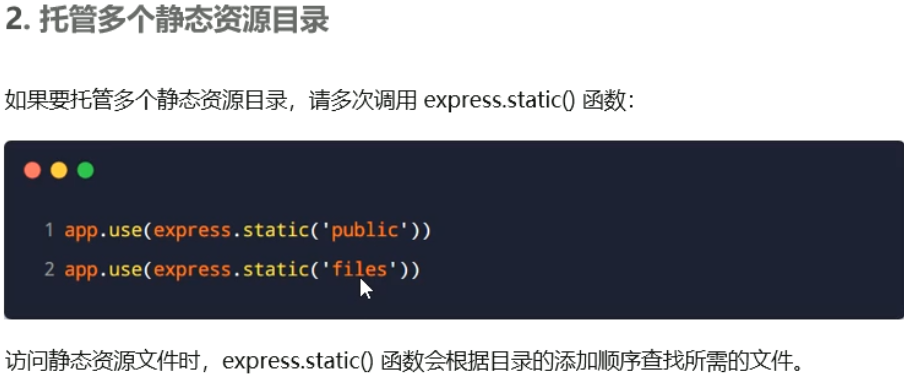 2. 托管多个静态资源目录
如果要托管多个静态资源目录，请多次调用 express.static() 函数：
1 app.use(express.static('public'))
2 app.use(express.static('files'))
访问静态资源文件时，express.static() 函数会根据目录的添加顺序查找所需的文件。